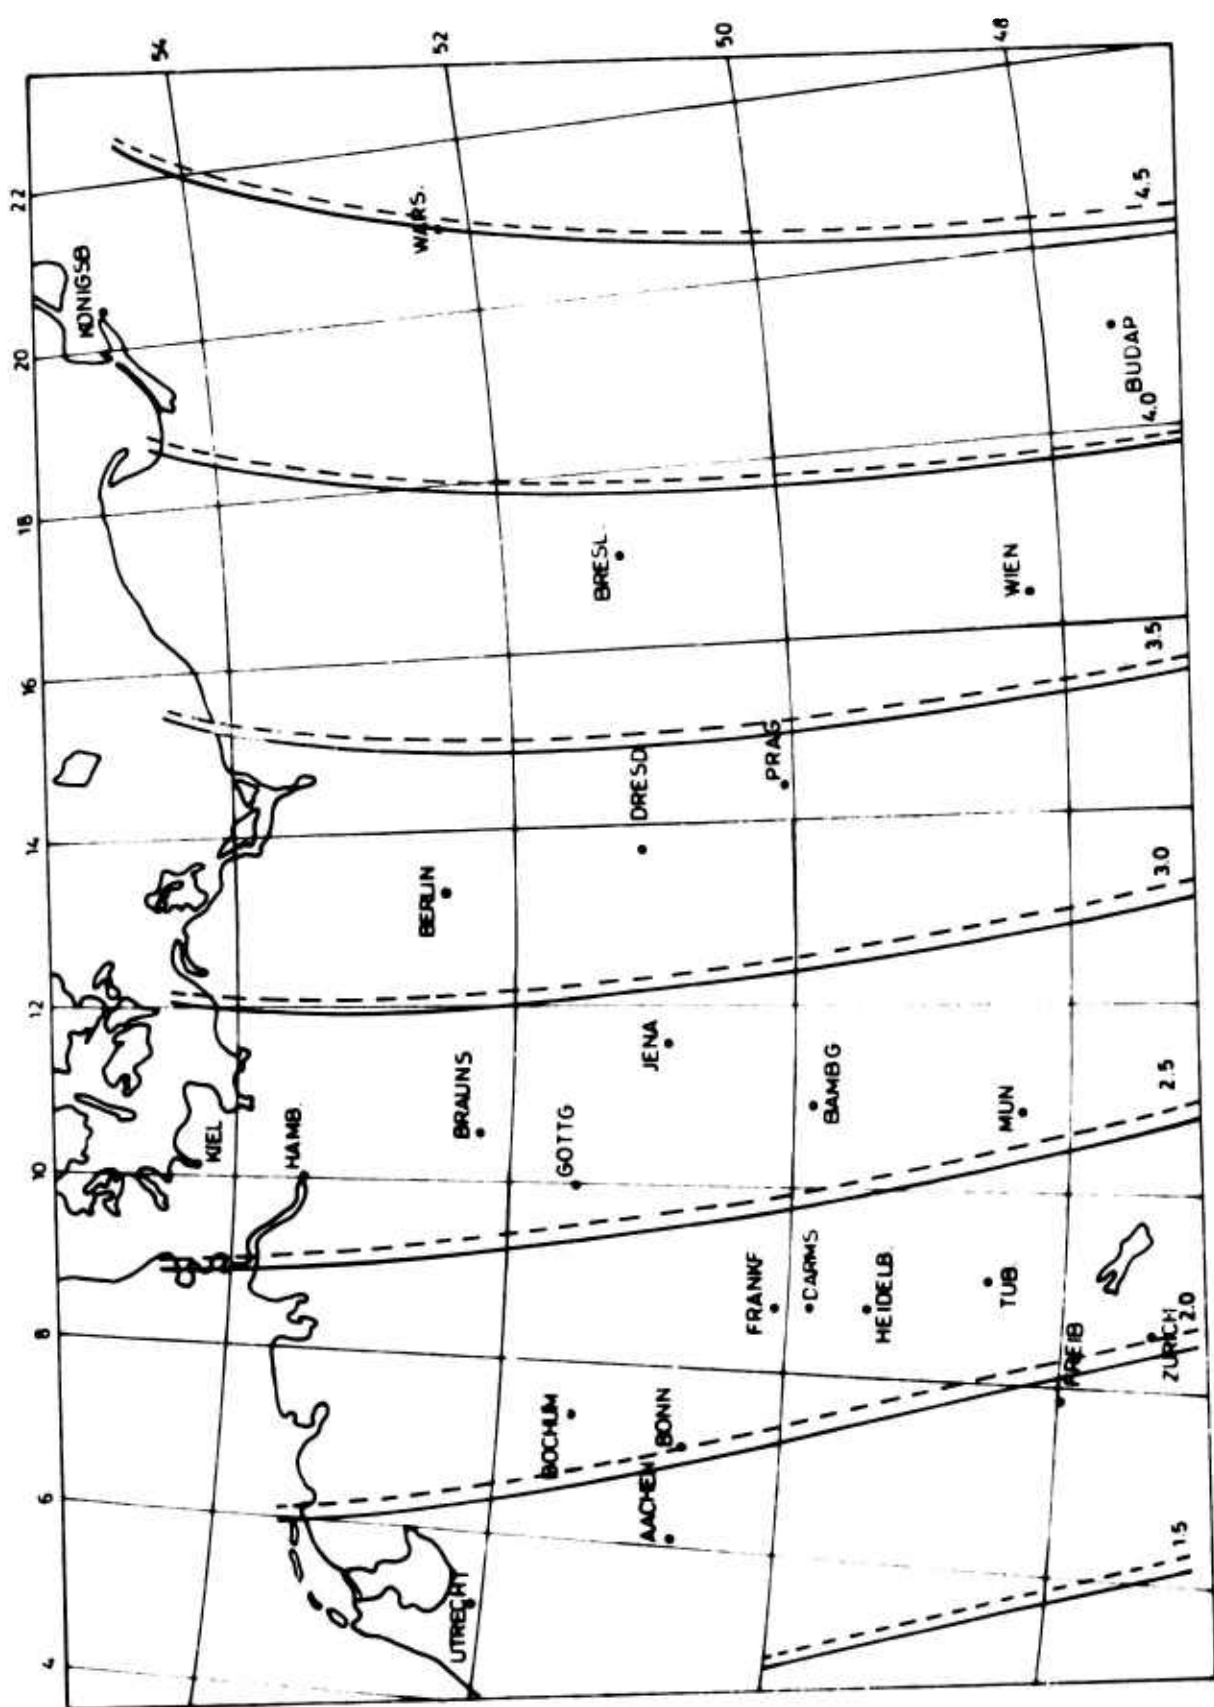 4
6
8
10
12
14
16
18
20
22
54
52
50
48
KÖNIGSB
WARS.
BUDAP
4.5
4.0
BRESL.
WIEN
3.5
PRAG
DRESD
BERLIN
3.0
JENA
BAMBG
BRAUNS
GOTTG
MUN
2.5
KIEL
HAMB.
FRANKF
DARMS
HEIDELB.
TUB
FREIB
ZURICH
2.0
BOCHUM
BONN
AACHEN
UTRECHT
1.5